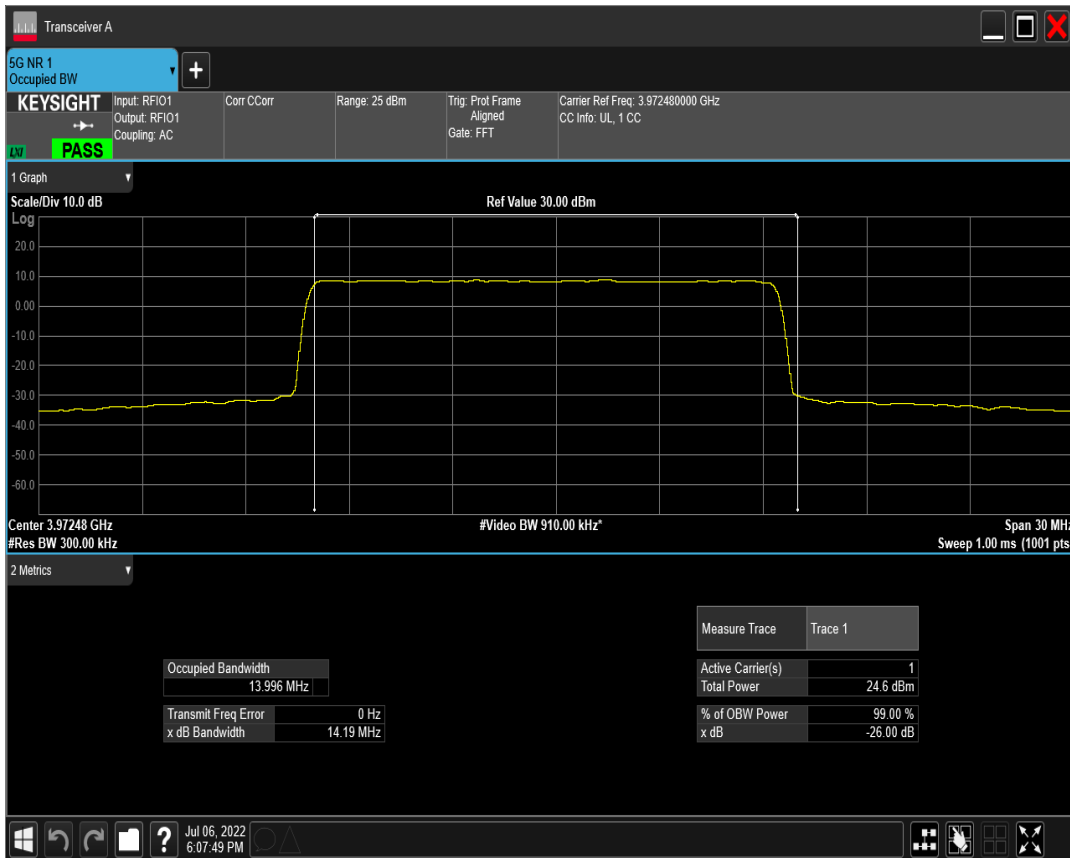 Transceiver A
5G NR 1
Occupied BW
+
KEYSIGHT
LXI
PASS
Input: RFIO1
Output: RFIO1
Coupling: AC
Corr CCorr
Range: 25 dBm
Trig: Prot Frame
Aligned
Gate: FFT
Carrier Ref Freq: 3.972480000 GHz
CC Info: UL, 1 CC
1 Graph
Scale/Div 10.0 dB
Ref Value 30.00 dBm
Log
20.0
10.0
0.00
-10.0
-20.0
-30.0
-40.0
-50.0
-60.0
Center 3.97248 GHz
#Video BW 910.00 kHz*
Span 30 MHz
#Res BW 300.00 kHz
Sweep 1.00 ms (1001 pts
2 Metrics
Measure Trace Trace 1
Occupied Bandwidth
13.996 MHz
Active Carrier(s) 1
Total Power 24.6 dBm
Transmit Freq Error 0 Hz
x dB Bandwidth 14.19 MHz
% of OBW Power 99.00 %
x dB -26.00 dB
?
Jul 06, 2022
6:07:49 PM